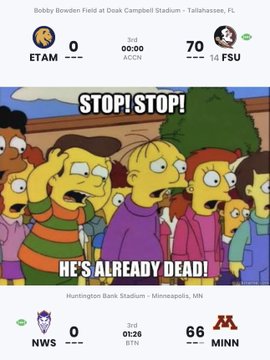 Bobby Bowden Field at Doak Campbell Stadium - Tallahassee, FL
0
3rd
70
00:00
ETAM
ACCN
14 FSU
STOP! STOP!
HE'S ALREADY DEAD!
Huntington Bank Stadium - Minneapolis, MN
0
3rd
66
01:26
NWS
BTN
MINN